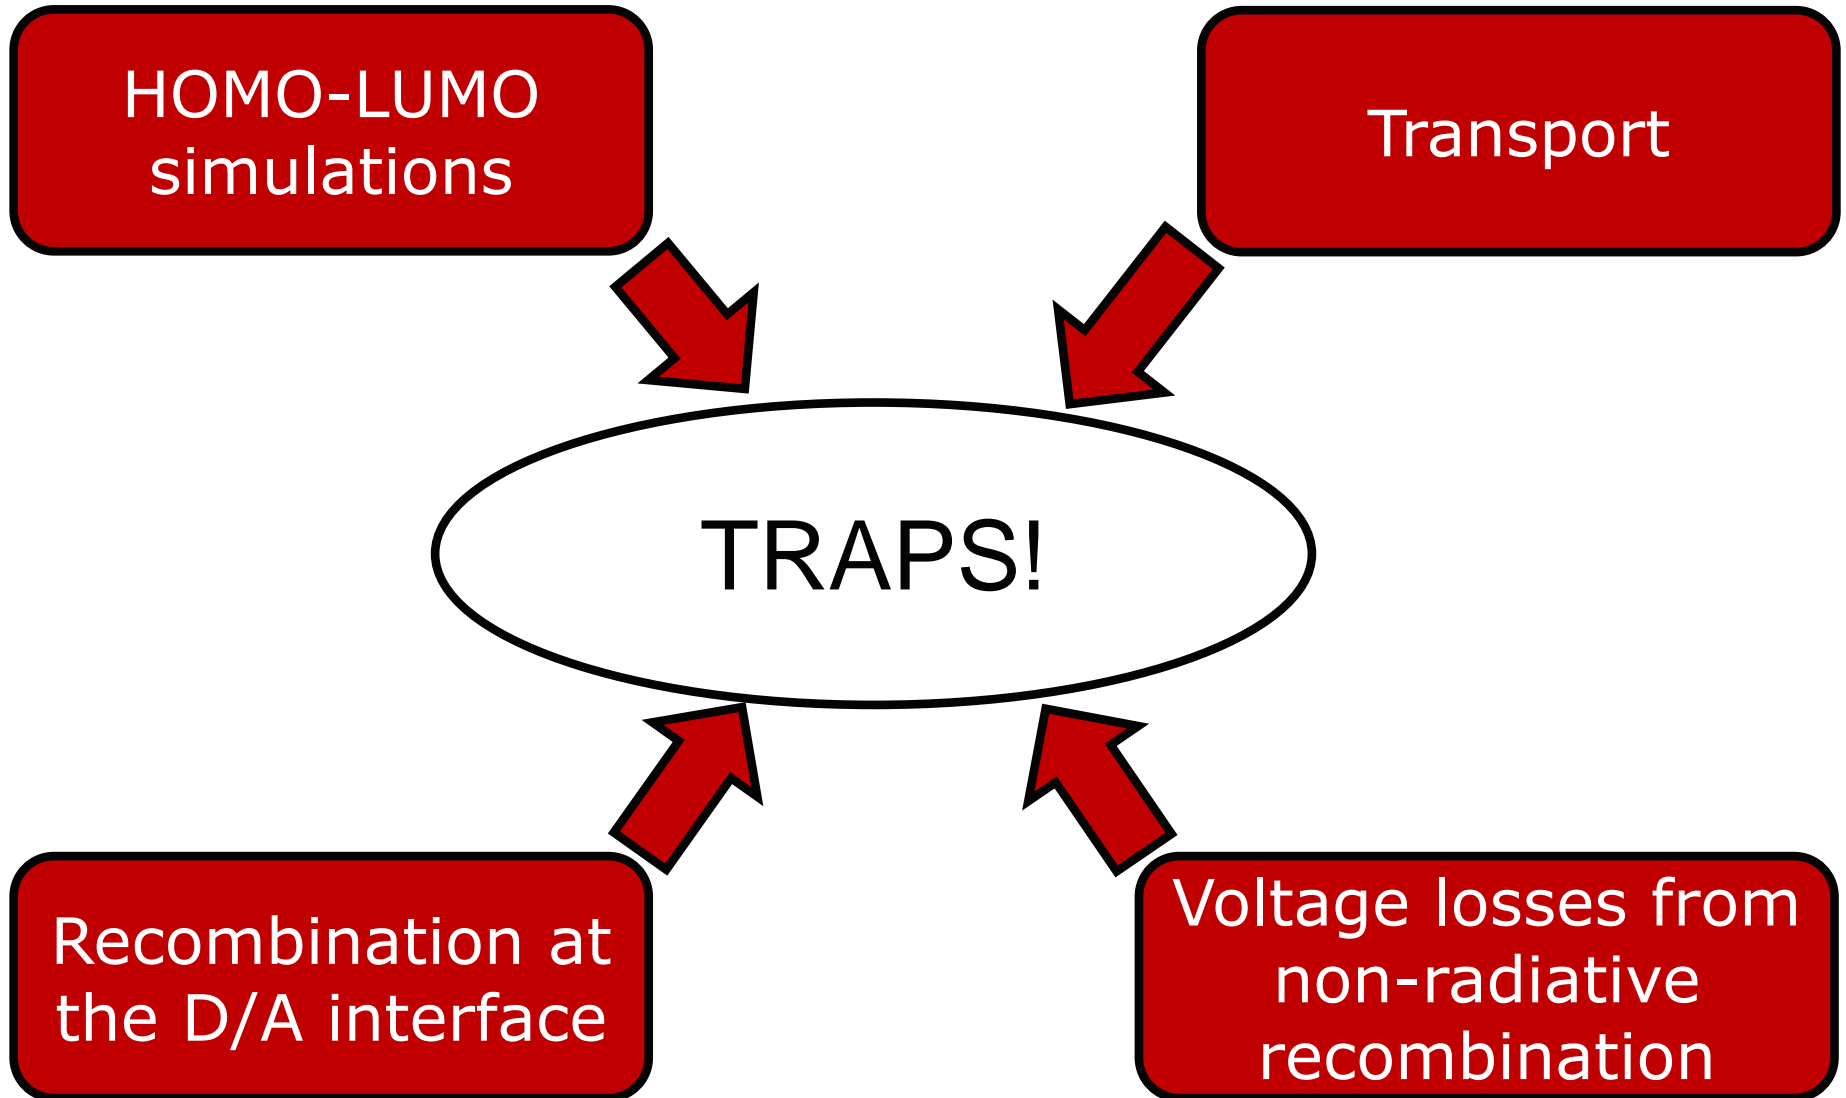 HOMO-LUMO
simulations
Transport
TRAPS!
Recombination at
the D/A interface
Voltage losses from
non-radiative
recombination